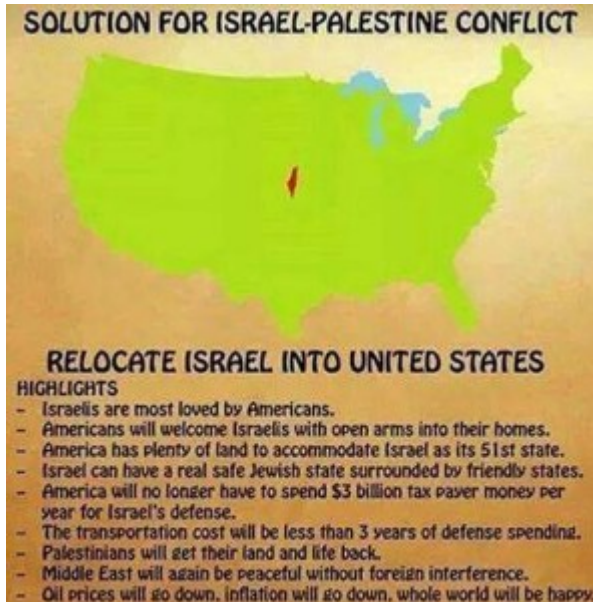 SOLUTION FOR ISRAEL-PALESTINE CONFLICT
RELOCATE ISRAEL INTO UNITED STATES
HIGHLIGHTS
- Israelis are most loved by Americans.
- Americans will welcome Israelis with open arms into their homes.
- America has plenty of land to accommodate Israel as its 51st state.
- Israel can have a real safe Jewish state surrounded by friendly states.
- America will no longer have to spend $3 billion tax payer money per
year for Israel's defense.
- The transportation cost will be less than 3 years of defense spending.
- Palestinians will get their land and life back.
- Middle East will again be peaceful without foreign interference.
- Oil prices will go down, inflation will go down, whole world will be happy